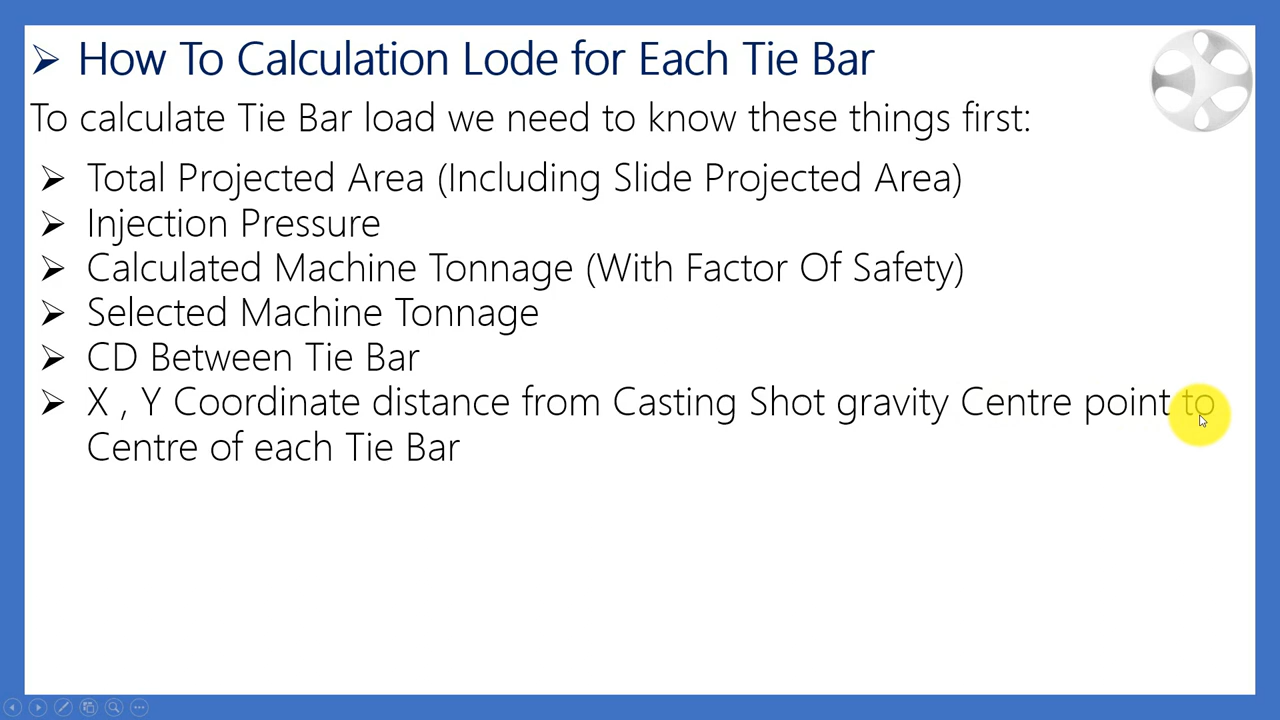 ➢ How To Calculation Lode for Each Tie Bar
To calculate Tie Bar load we need to know these things first:
➢ Total Projected Area (Including Slide Projected Area)
➢ Injection Pressure
➢ Calculated Machine Tonnage (With Factor Of Safety)
➢ Selected Machine Tonnage
➢ CD Between Tie Bar
➢ X , Y Coordinate distance from Casting Shot gravity Centre point to
Centre of each Tie Bar